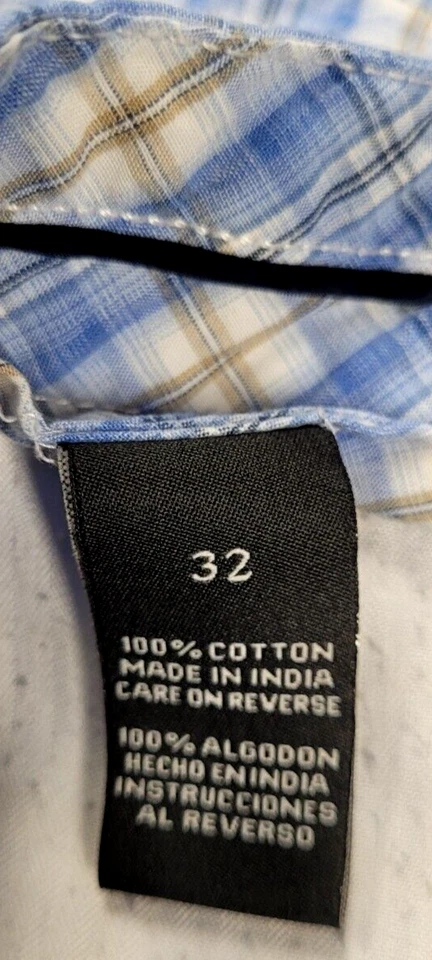 32
100% COTTON
MADE IN INDIA
CARE ON REVERSE
100% ALGODON
HECHO EN INDIA
INSTRUCCIONES
AL REVERSO